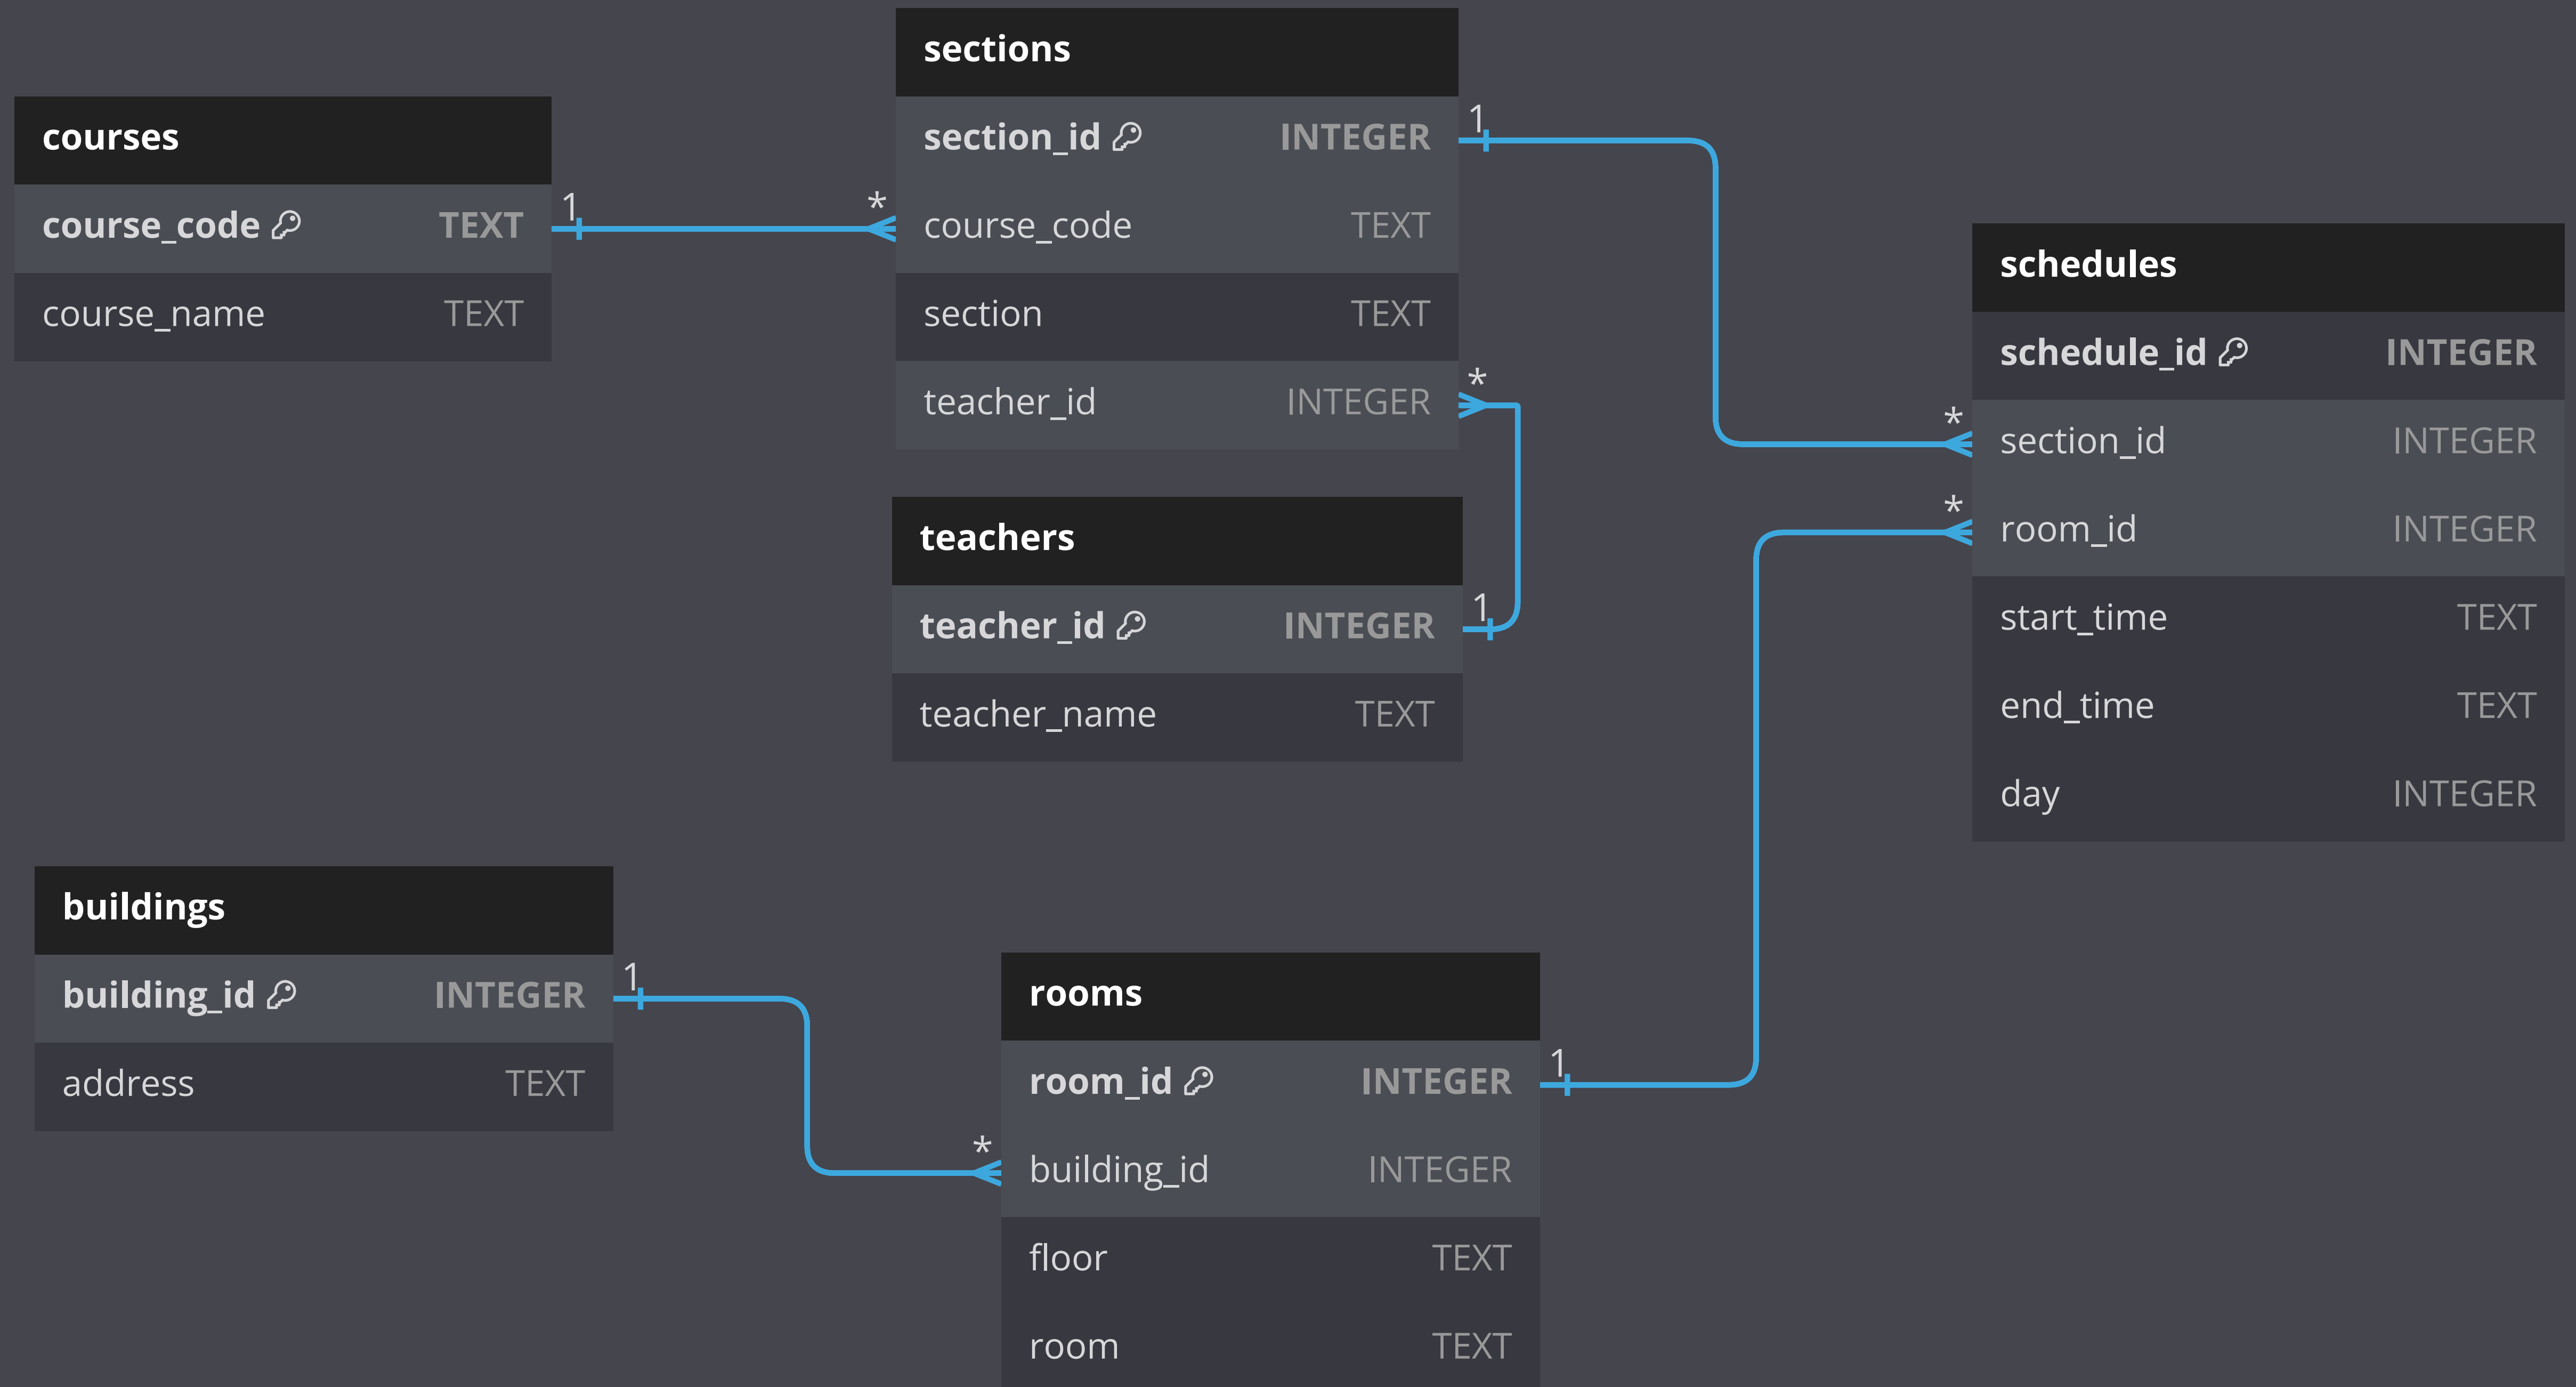 courses
course_code TEXT
course_name TEXT
1
*
sections
section_id INTEGER
course_code TEXT
section TEXT
teacher_id INTEGER
1
*
teachers
teacher_id INTEGER
teacher_name TEXT
1
schedules
schedule_id INTEGER
section_id INTEGER
room_id INTEGER
start_time TEXT
end_time TEXT
day INTEGER
*
*
buildings
building_id INTEGER
address TEXT
1
*
rooms
room_id INTEGER
building_id INTEGER
floor TEXT
room TEXT
1